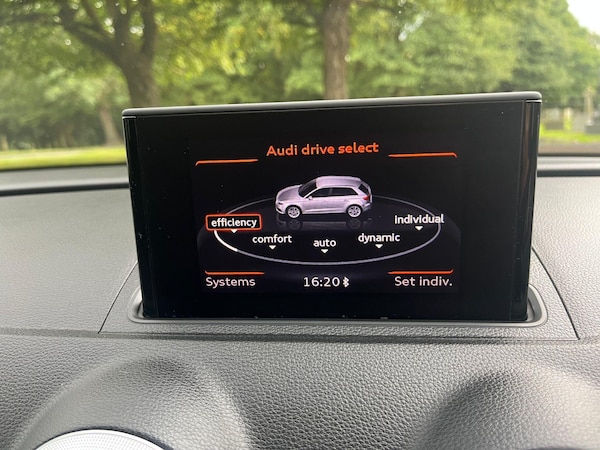 Audi drive select
efficiency
comfort
auto
dynamic
individual
Systems
16:20
Set indiv.